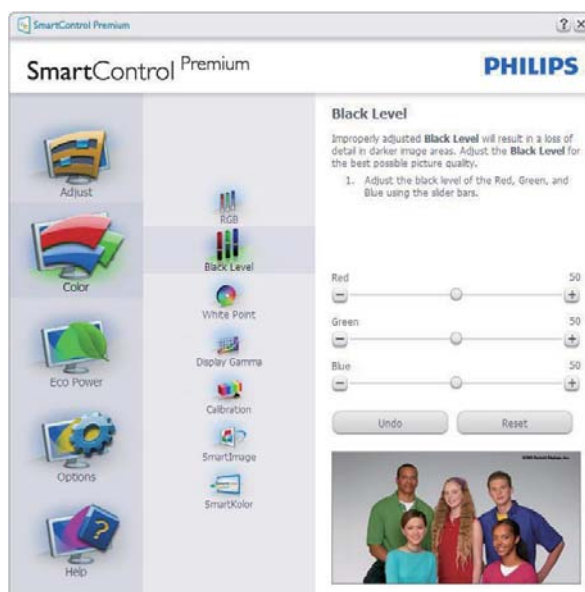 SmartControl Premium
? ×
SmartControl Premium
PHILIPS
Adjust
Color
Eco Power
Options
Help
RGB
Black Level
White Point
Display Gamma
Calibration
SmartImage
SmartKolor
Black Level
Improperly adjusted Black Level will result in a loss of
detail in darker image areas. Adjust the Black Level for
the best possible picture quality.
1. Adjust the black level of the Red, Green, and
Blue using the slider bars.
Red 50
Green 50
Blue 50
Undo Reset